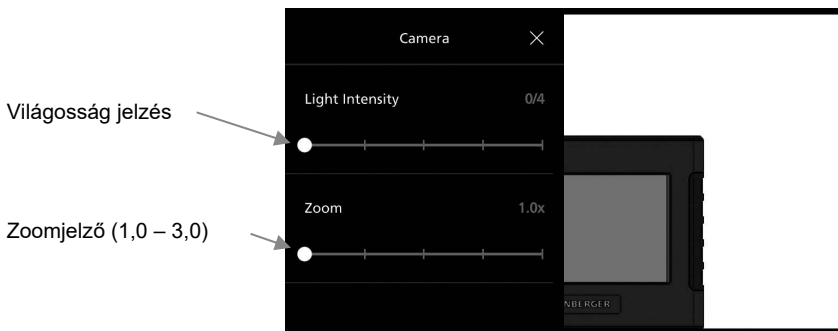 Camera
Light Intensity 0/4
Világosság jelzés
Zoom 1.0x
Zoomjelző (1,0 – 3,0)
NBERGER